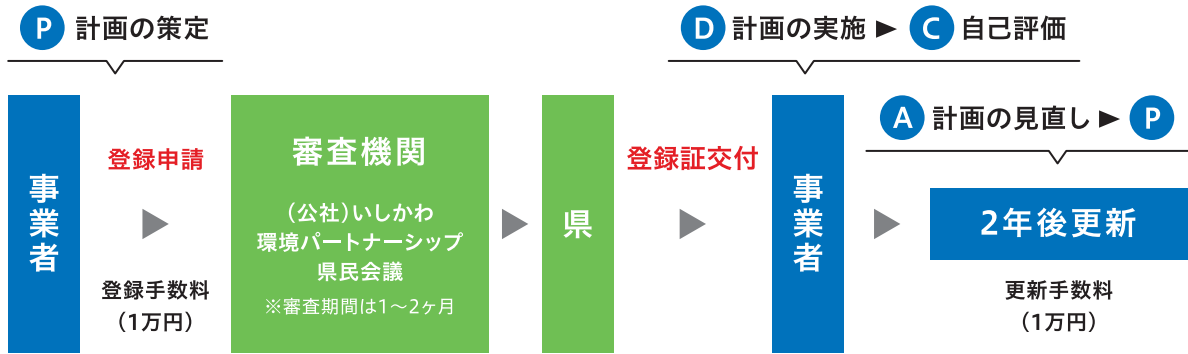 P 計画の策定
事業者
登録申請
登録手数料
（1万円）
審査機関
（公社）いしかわ
環境パートナーシップ
県民会議
※審査期間は1〜2ヶ月
県
登録証交付
D 計画の実施 ▶ C 自己評価
事業者
A 計画の見直し ▶ P
2年後更新
更新手数料
（1万円）